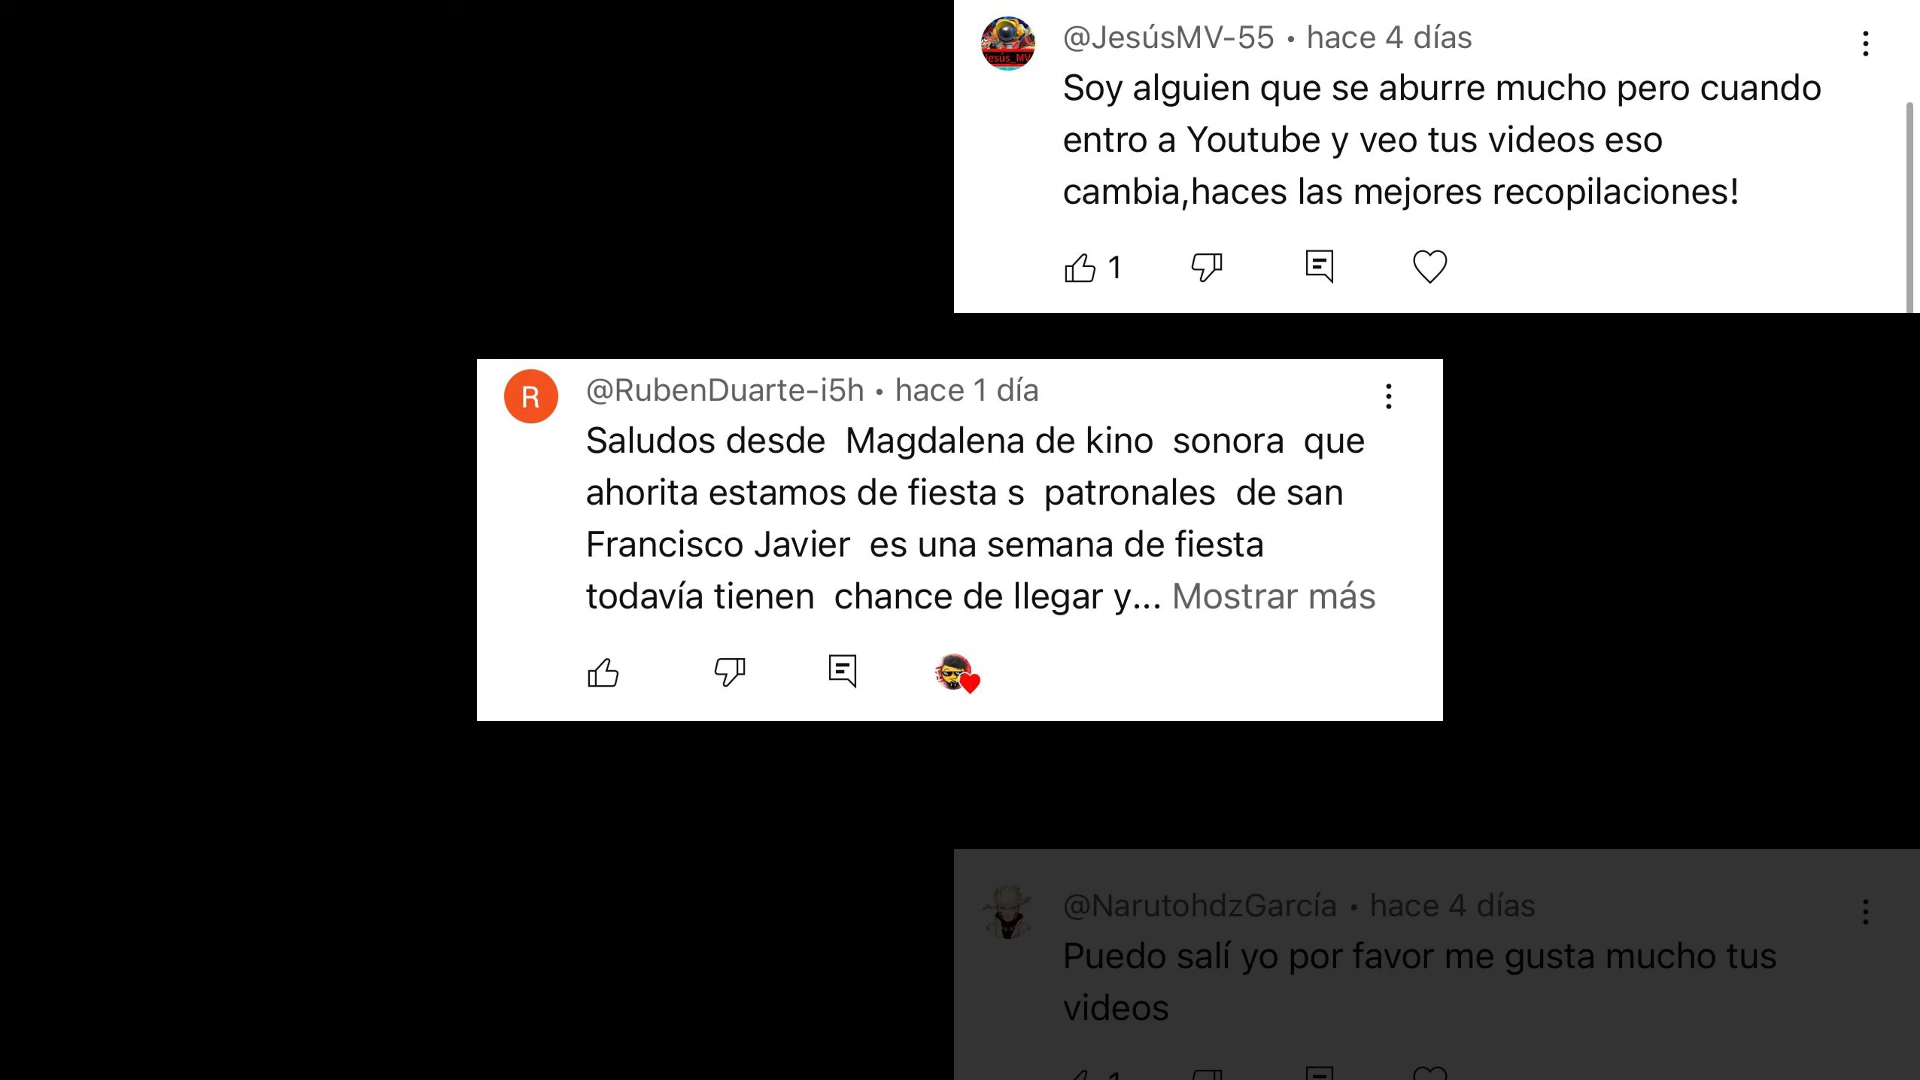 @JesúsMV-55 • hace 4 días
Soy alguien que se aburre mucho pero cuando
entro a Youtube y veo tus videos eso
cambia,haces las mejores recopilaciones!
1
R
@RubenDuarte-i5h • hace 1 día
Saludos desde Magdalena de kino sonora que
ahorita estamos de fiesta s patronales de san
Francisco Javier es una semana de fiesta
todavía tienen chance de llegar y... Mostrar más
@NarutohdzGarcía • hace 4 días
Puedo salí yo por favor me gusta mucho tus
videos